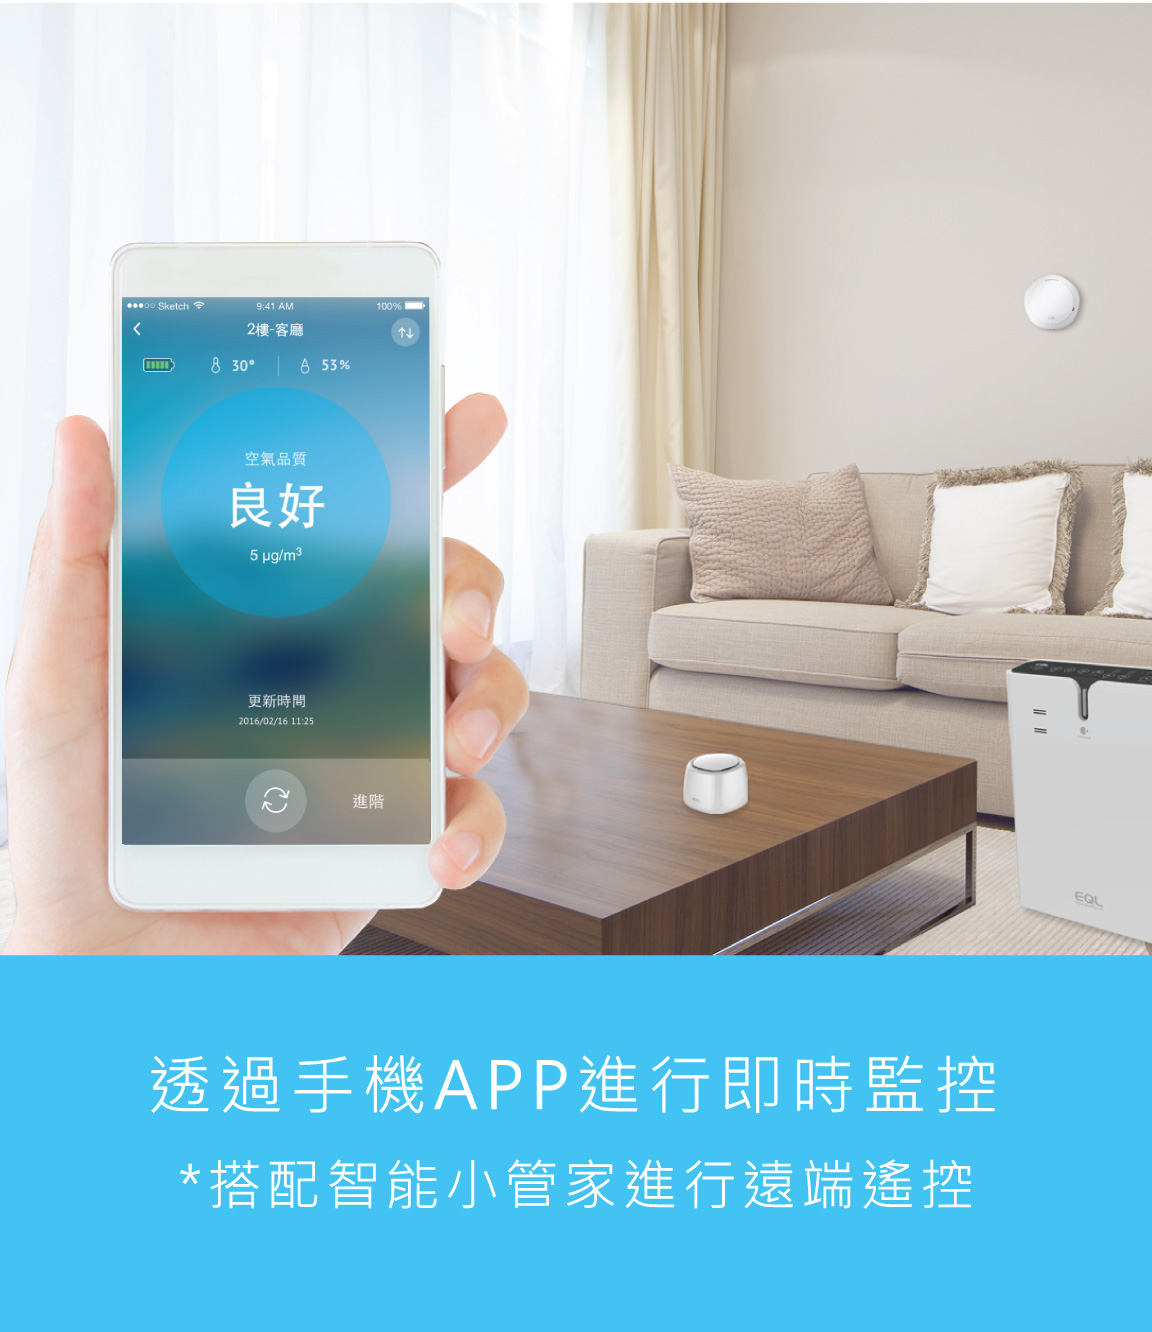 ●●●○○ Sketch 9:41 AM 100%
2樓-客廳
30° 53%
空氣品質
良好
5 µg/m³
更新時間
2016/02/16 11:25
進階
EQL
透過手機APP進行即時監控
*搭配智能小管家進行遠端遙控